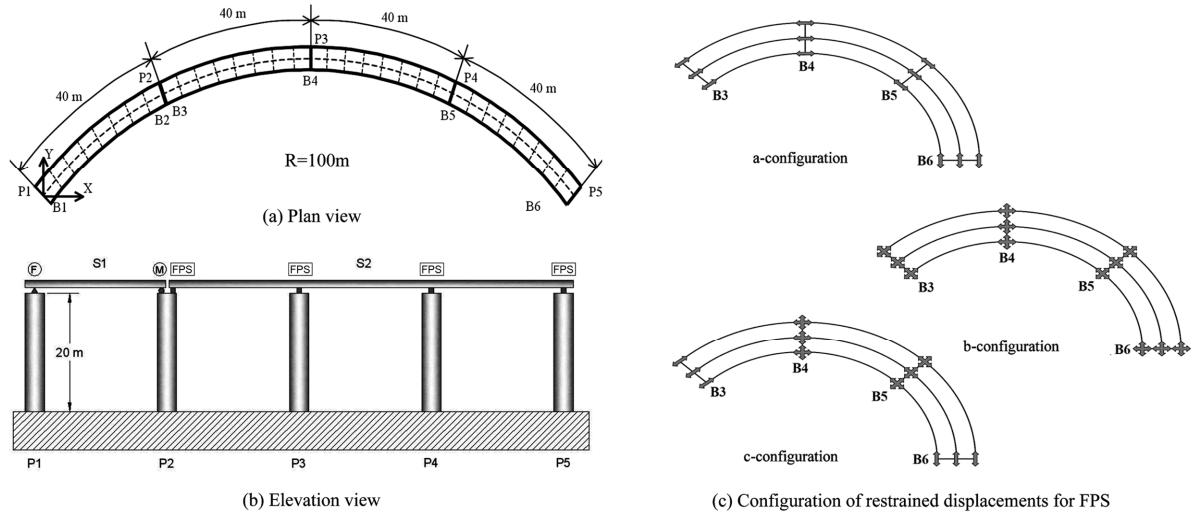 40 m
40 m
40 m
40 m
P1
P2
P3
P4
P5
B1
B2
B3
B4
B5
B6
Y
X
R=100m
(a) Plan view
F
S1
M
FPS
FPS
S2
FPS
FPS
20 m
P1
P2
P3
P4
P5
(b) Elevation view
B3
B4
B5
B6
a-configuration
B3
B4
B5
B6
b-configuration
B3
B4
B5
B6
c-configuration
(c) Configuration of restrained displacements for FPS